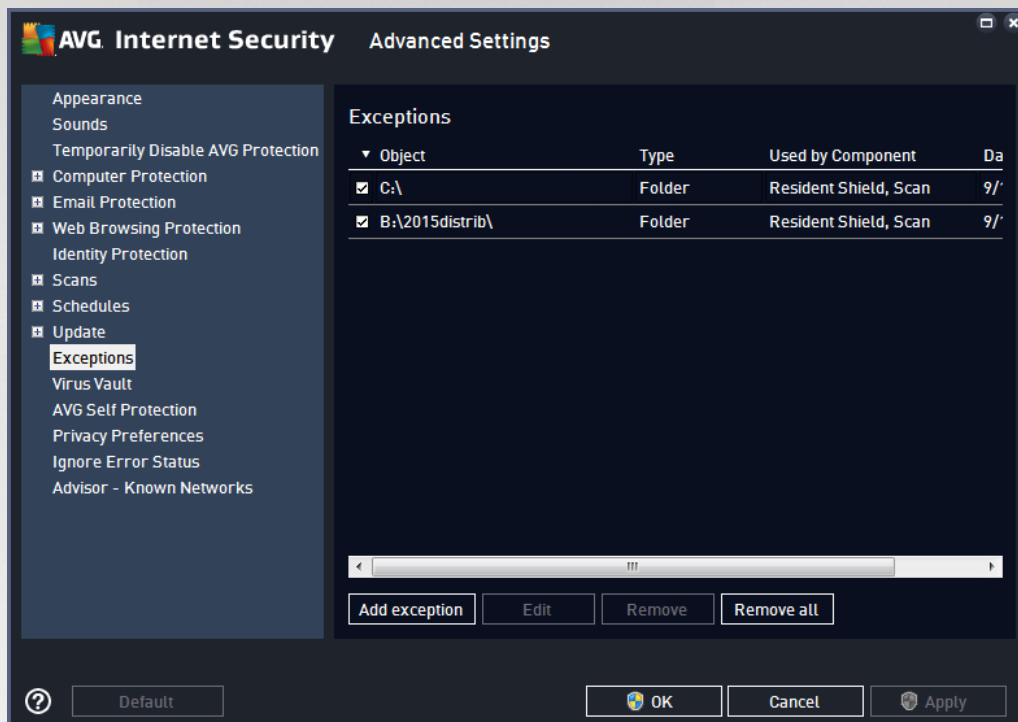 AVG. Internet Security Advanced Settings
Appearance
Sounds
Temporarily Disable AVG Protection
Computer Protection
Email Protection
Web Browsing Protection
Identity Protection
Scans
Schedules
Update
Exceptions
Virus Vault
AVG Self Protection
Privacy Preferences
Ignore Error Status
Advisor - Known Networks
Exceptions
Object Type Used by Component Da
C:\ Folder Resident Shield, Scan 9/
B:\2015distrib\ Folder Resident Shield, Scan 9/
Add exception Edit Remove Remove all
? Default OK Cancel Apply